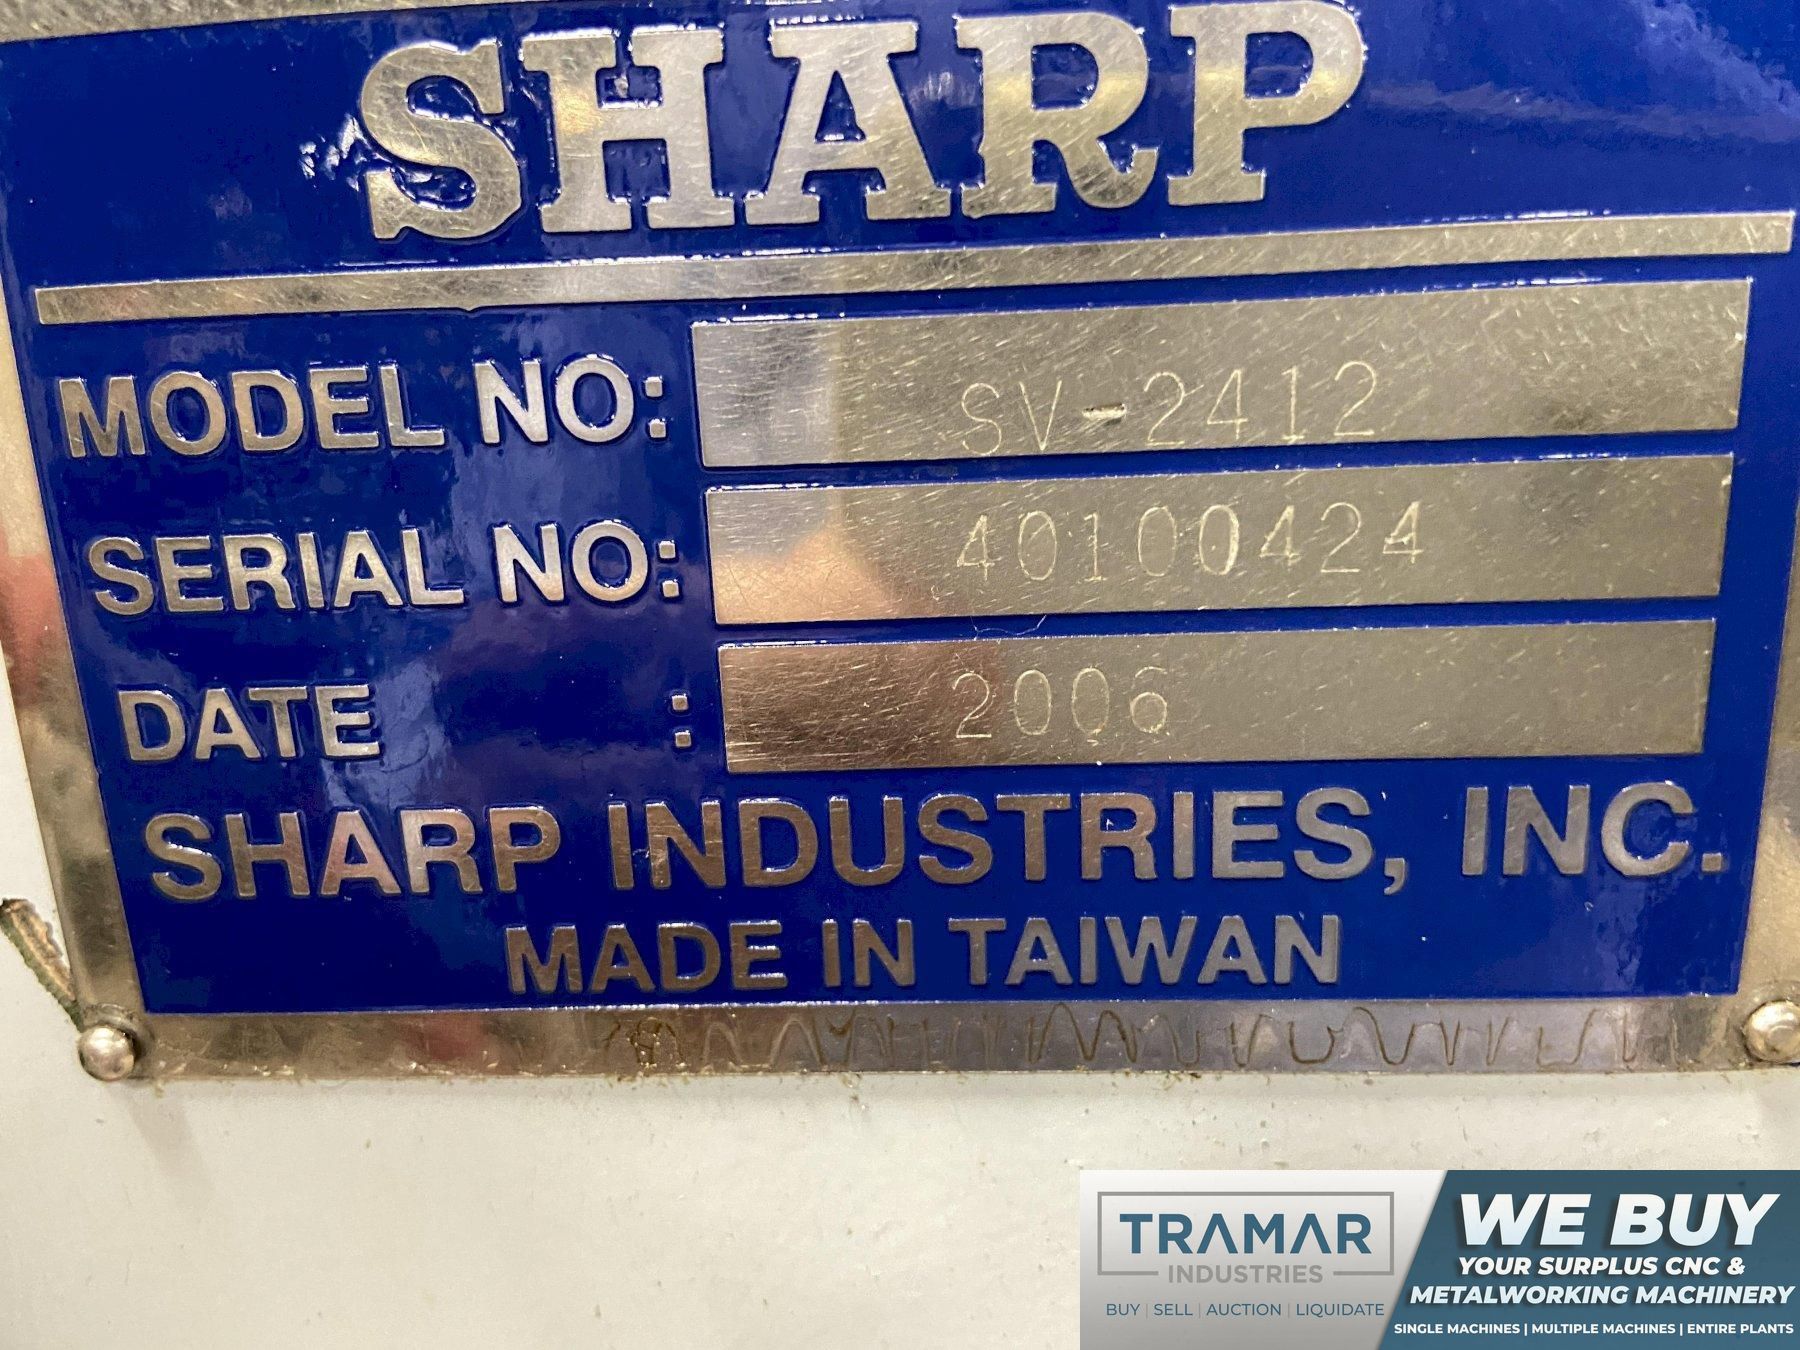 SHARP
MODEL NO: SV-2412
SERIAL NO: 40100424
DATE : 2006
SHARP INDUSTRIES, INC.
MADE IN TAIWAN
TRAMAR
INDUSTRIES
BUY | SELL | AUCTION | LIQUIDATE
WE BUY
YOUR SURPLUS CNC &
METALWORKING MACHINERY
SINGLE MACHINES | MULTIPLE MACHINES | ENTIRE PLANTS